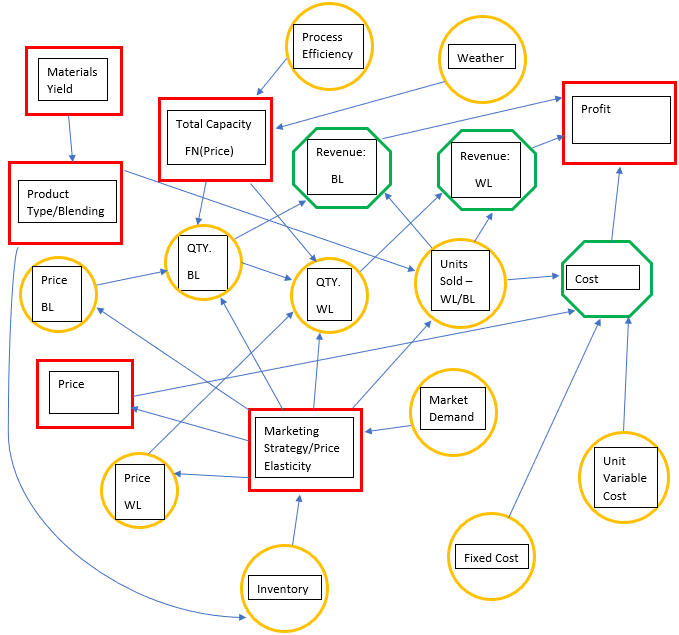 Process
Efficiency
Weather
Materials
Yield
Total Capacity
FN(Price)
Profit
Revenue:
BL
Revenue:
WL
Product
Type/Blending
QTY.
BL
Price
BL
QTY.
WL
Units
Sold –
WL/BL
Cost
Price
Market
Demand
Marketing
Strategy/Price
Elasticity
Price
WL
Unit
Variable
Cost
Fixed Cost
Inventory